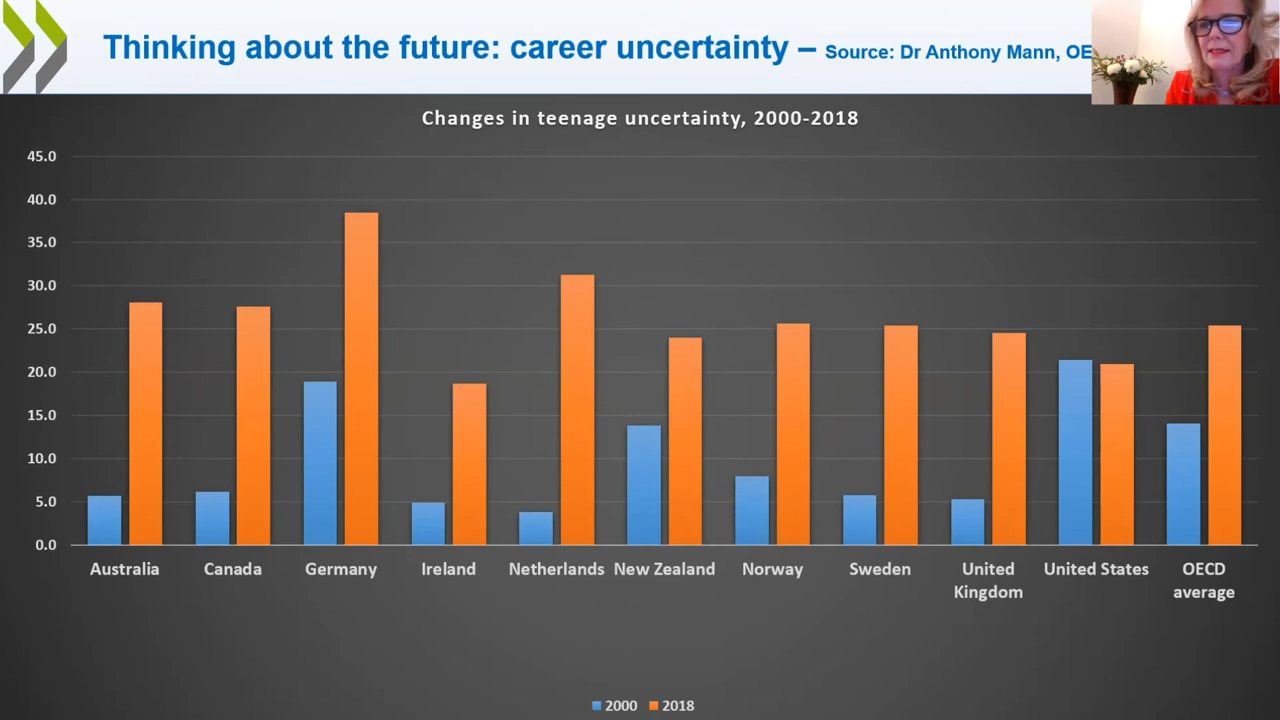 Thinking about the future: career uncertainty – Source: Dr Anthony Mann, OE
Changes in teenage uncertainty, 2000-2018
45.0
40.0
35.0
30.0
25.0
20.0
15.0
10.0
5.0
0.0
Australia
Canada
Germany
Ireland
Netherlands
New Zealand
Norway
Sweden
United
Kingdom
United States
OECD
average
2000
2018